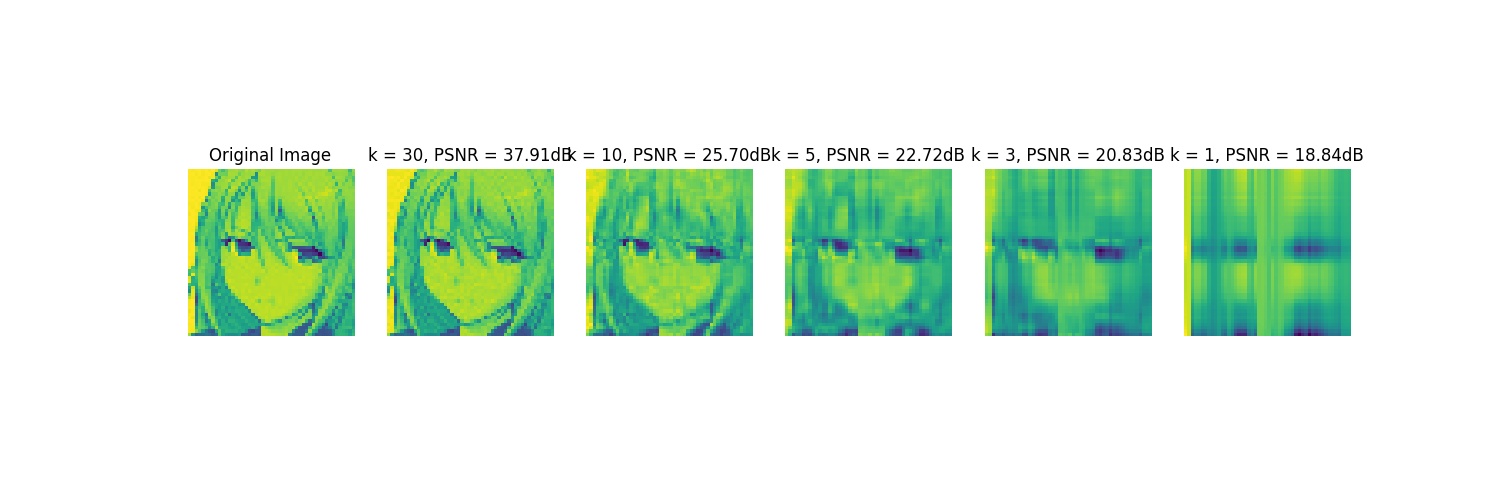 Original Image
k = 30, PSNR = 37.91dB
k = 10, PSNR = 25.70dB
k = 5, PSNR = 22.72dB
k = 3, PSNR = 20.83dB
k = 1, PSNR = 18.84dB